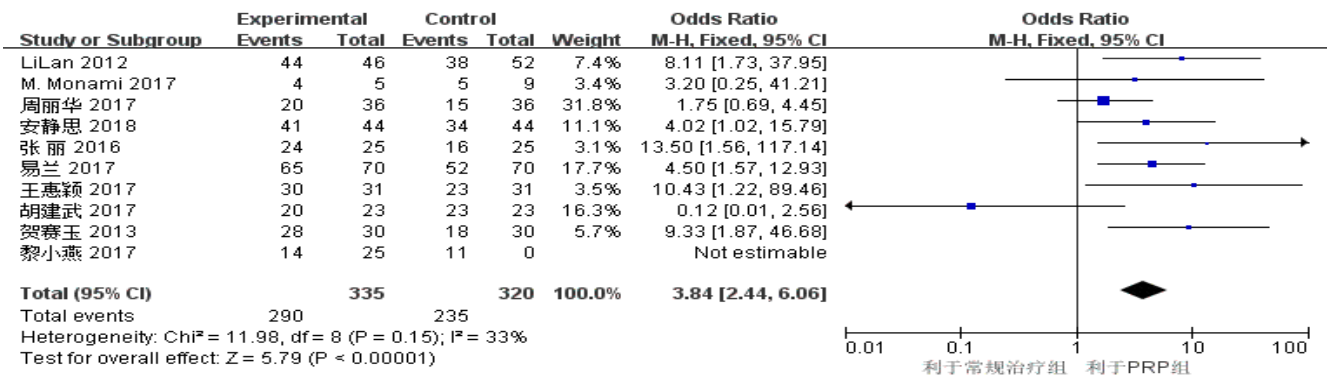 Experimental Control Odds Ratio Odds Ratio
Study or Subgroup Events Total Events Total Weight M-H, Fixed, 95% CI M-H, Fixed, 95% CI
LiLan 2012 44 46 38 52 7.4% 8.11 [1.73, 37.95]
M. Monami 2017 4 5 5 9 3.4% 3.20 [0.25, 41.21]
周丽华 2017 20 36 15 36 31.8% 1.75 [0.69, 4.45]
安静思 2018 41 44 34 44 11.1% 4.02 [1.02, 15.79]
张 丽 2016 24 25 16 25 3.1% 13.50 [1.56, 117.14]
易兰 2017 65 70 52 70 17.7% 4.50 [1.57, 12.93]
王惠颖 2017 30 31 23 31 3.5% 10.43 [1.22, 89.46]
胡建武 2017 20 23 23 23 16.3% 0.12 [0.01, 2.56]
贺赛玉 2013 28 30 18 30 5.7% 9.33 [1.87, 46.68]
黎小燕 2017 14 25 11 0 Not estimable
Total (95% CI) 335 320 100.0% 3.84 [2.44, 6.06]
Total events 290 235
Heterogeneity: Chi² = 11.98, df = 8 (P = 0.15); I² = 33%
Test for overall effect: Z = 5.79 (P < 0.00001)
0.01 0.1 1 10 100
利于常规治疗组 利于PRP组